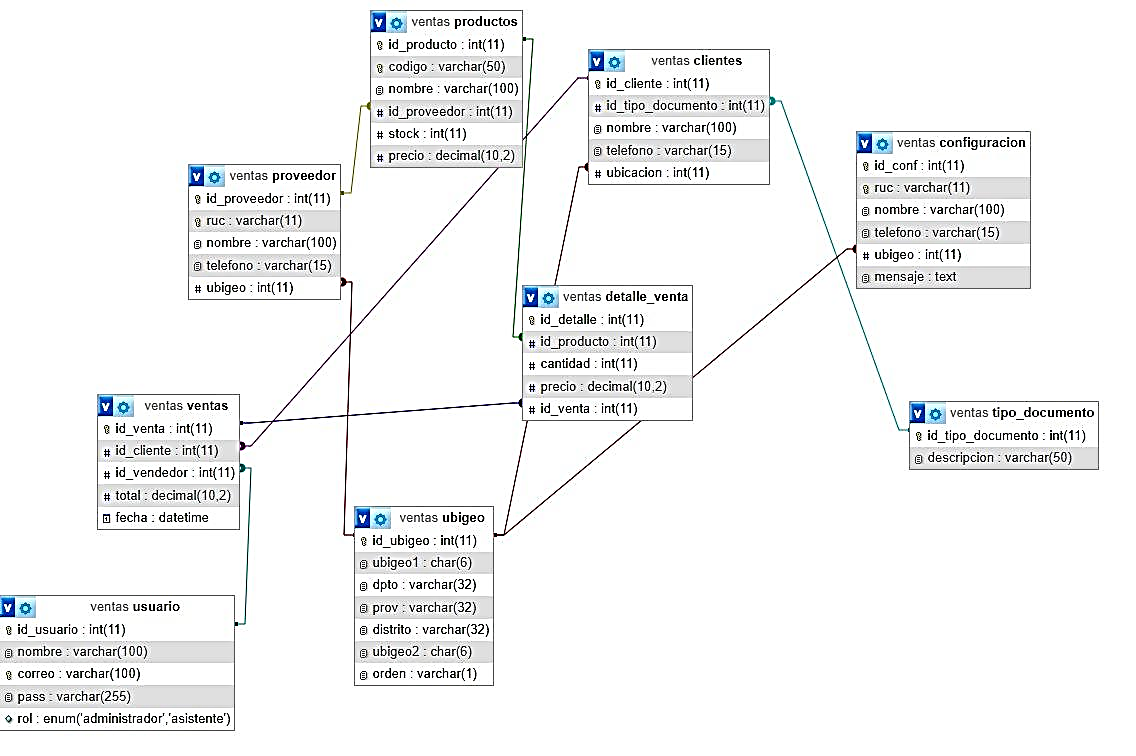 ventas productos
id_producto : int(11)
codigo : varchar(50)
nombre : varchar(100)
# id_proveedor : int(11)
# stock : int(11)
# precio : decimal(10,2)
ventas clientes
id_cliente : int(11)
# id_tipo_documento : int(11)
nombre : varchar(100)
telefono : varchar(15)
# ubicacion : int(11)
ventas configuracion
id_conf : int(11)
ruc : varchar(11)
nombre : varchar(100)
telefono : varchar(15)
# ubigeo : int(11)
mensaje : text
ventas proveedor
id_proveedor : int(11)
ruc : varchar(11)
nombre : varchar(100)
telefono : varchar(15)
# ubigeo : int(11)
ventas detalle_venta
id_detalle : int(11)
# id_producto : int(11)
# cantidad : int(11)
# precio : decimal(10,2)
# id_venta : int(11)
ventas ventas
id_venta : int(11)
# id_cliente : int(11)
# id_vendedor : int(11)
# total : decimal(10,2)
fecha : datetime
ventas tipo_documento
id_tipo_documento : int(11)
descripcion : varchar(50)
ventas ubigeo
id_ubigeo : int(11)
ubigeo1 : char(6)
dpto : varchar(32)
prov : varchar(32)
distrito : varchar(32)
ubigeo2 : char(6)
orden : varchar(1)
ventas usuario
id_usuario : int(11)
nombre : varchar(100)
correo : varchar(100)
pass : varchar(255)
rol : enum('administrador','asistente')